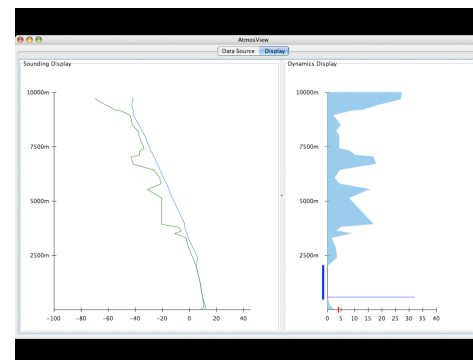 AtmosView
Data Source Display
Sounding Display
Dynamics Display
10000m
7500m
5000m
2500m
-100 -80 -60 -40 -20 0 20 40
10000m
7500m
5000m
2500m
0 5 10 15 20 25 30 35 40